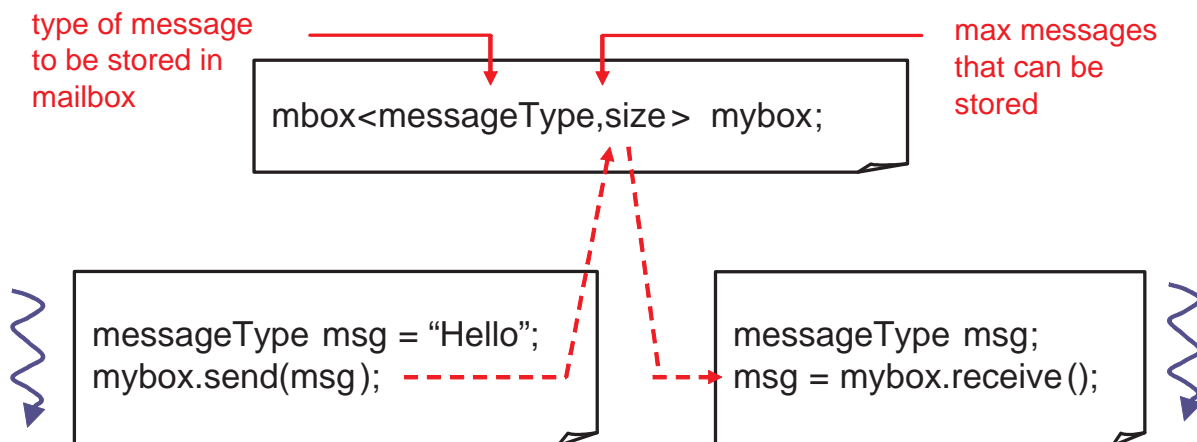 type of message
to be stored in
mailbox
max messages
that can be
stored
mbox<messageType,size> mybox;
messageType msg = “Hello”;
mybox.send(msg);
messageType msg;
msg = mybox.receive();